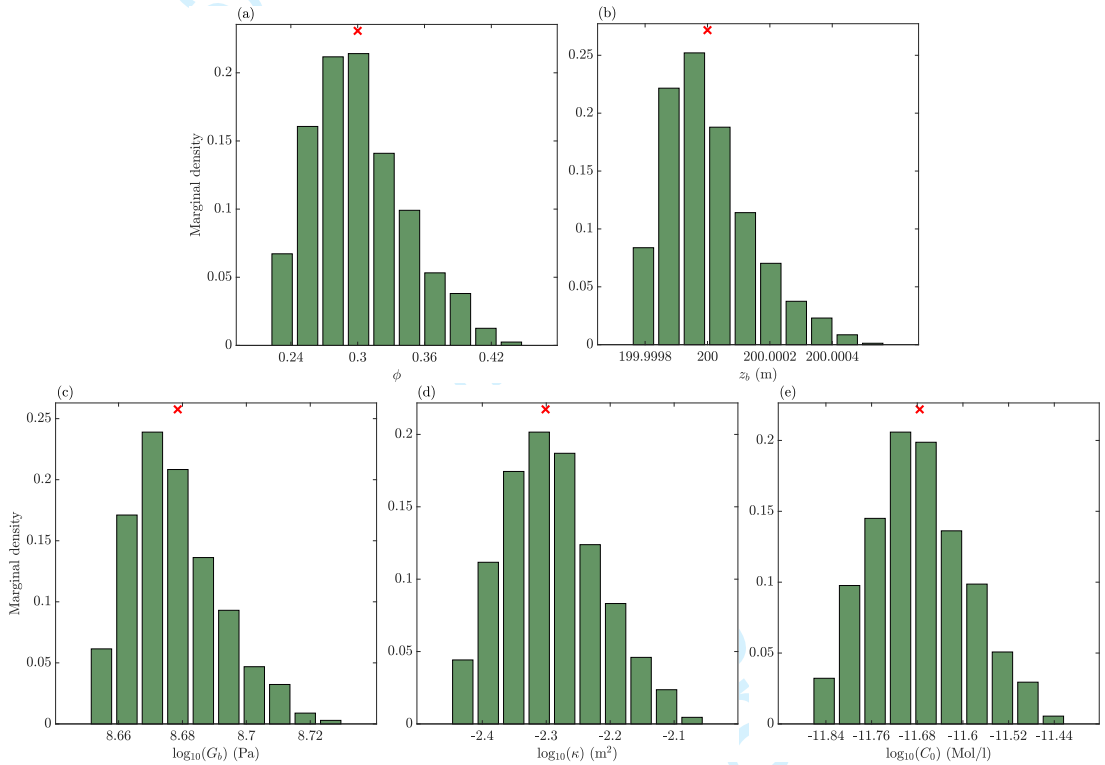 (a)
(b)
0.2
0.15
0.1
0.05
0
Marginal density
0.24 0.3 0.36 0.42
ϕ
0.25
0.2
0.15
0.1
0.05
0
199.9998 200 200.0002 200.0004
z_b (m)
(c)
(d)
(e)
0.25
0.2
0.15
0.1
0.05
0
Marginal density
8.66 8.68 8.7 8.72
log₁₀(G_b) (Pa)
0.2
0.15
0.1
0.05
0
-2.4 -2.3 -2.2 -2.1
log₁₀(κ) (m²)
0.2
0.15
0.1
0.05
0
-11.84 -11.76 -11.68 -11.6 -11.52 -11.44
log₁₀(C₀) (Mol/l)